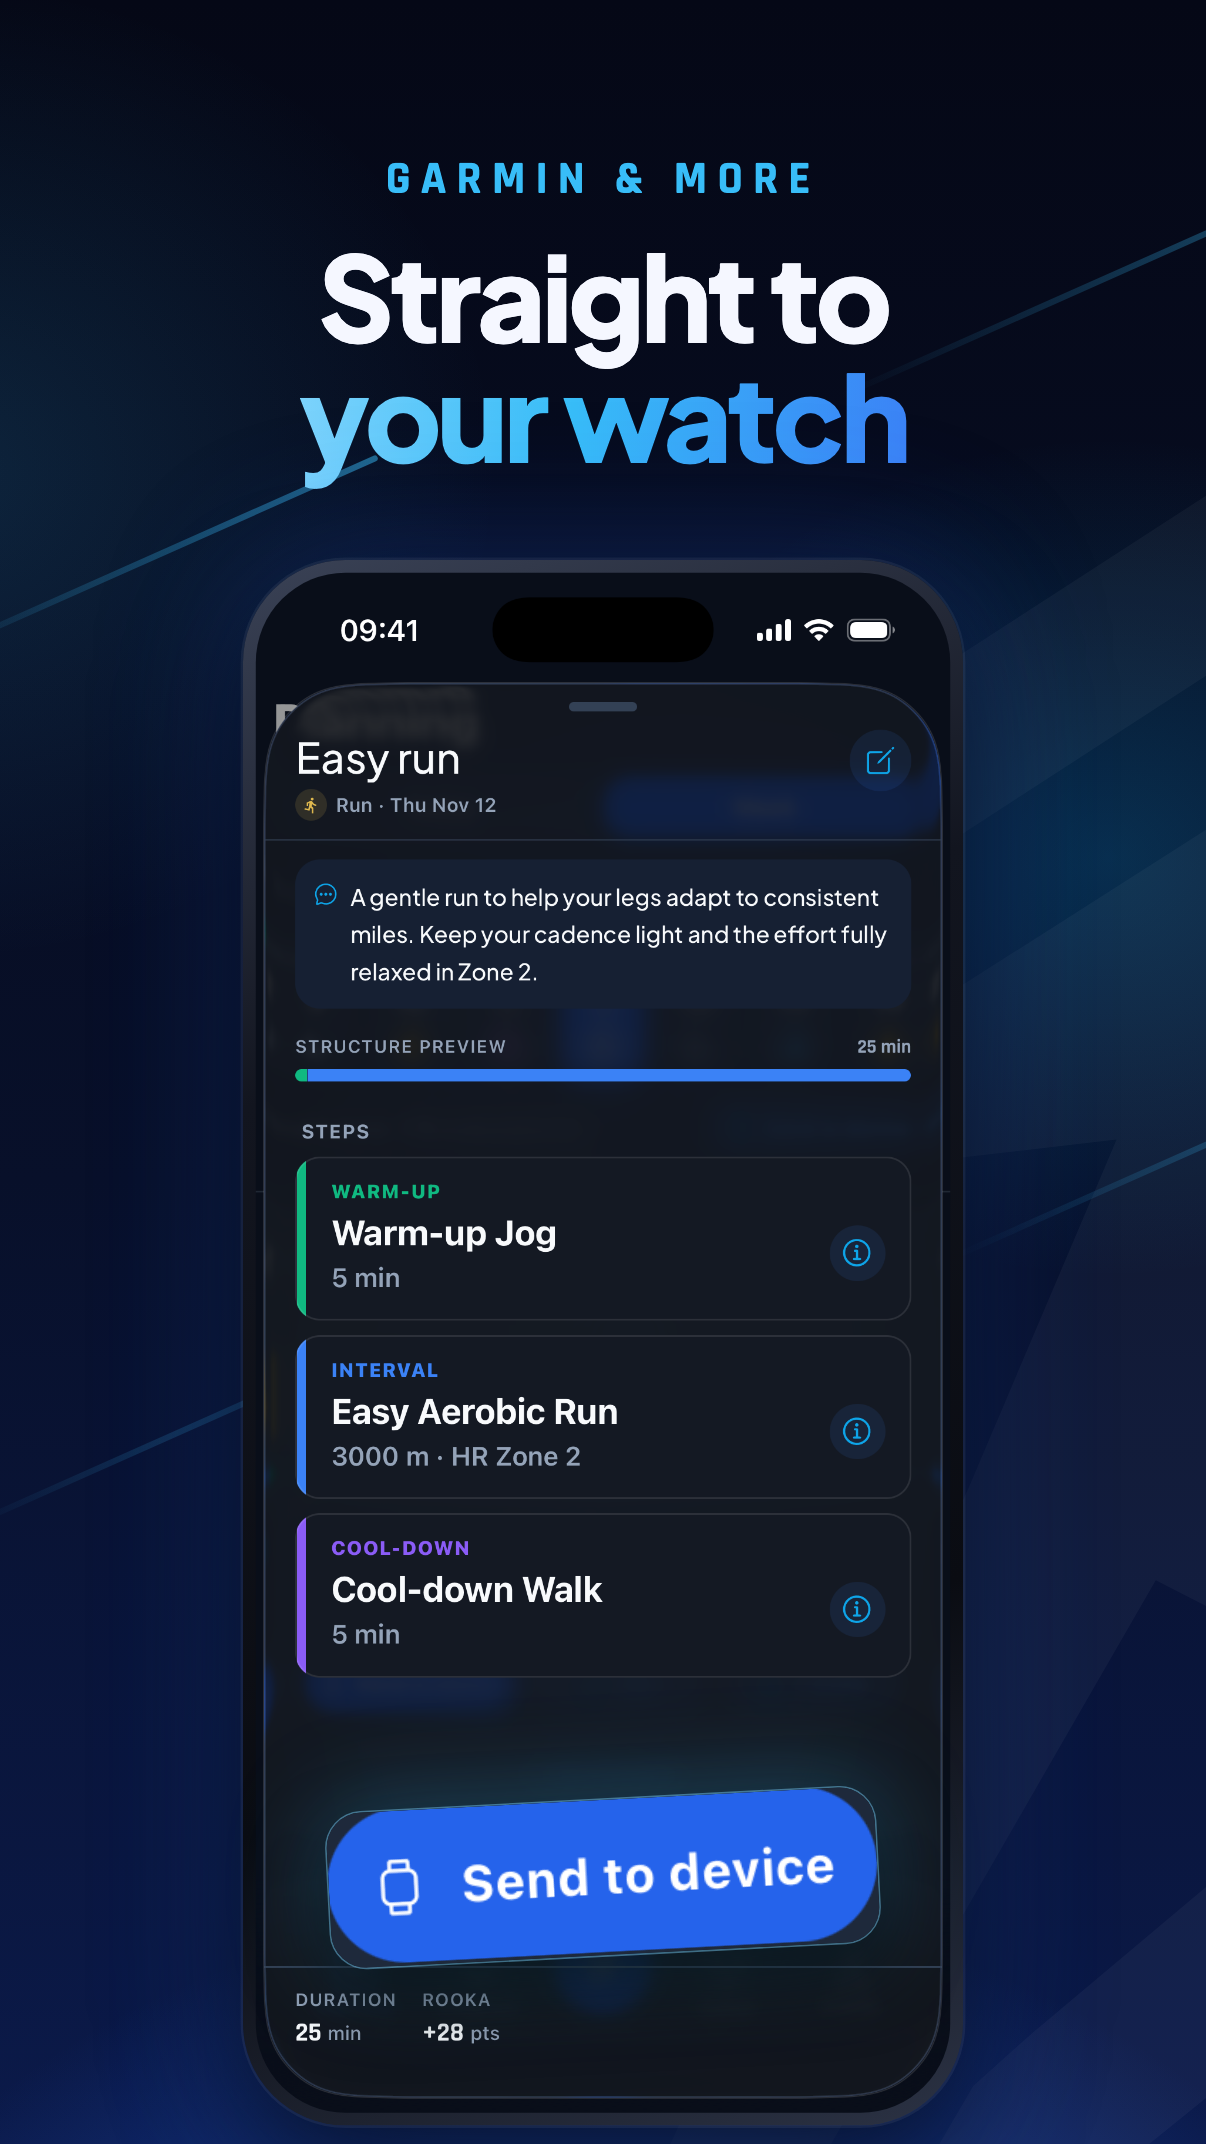 GARMIN & MORE
Straight to
your watch
09:41
Easy run
Run · Thu Nov 12
A gentle run to help your legs adapt to consistent
miles. Keep your cadence light and the effort fully
relaxed in Zone 2.
STRUCTURE PREVIEW 25 min
STEPS
WARM-UP
Warm-up Jog
5 min
INTERVAL
Easy Aerobic Run
3000 m · HR Zone 2
COOL-DOWN
Cool-down Walk
5 min
Send to device
DURATION ROOKA
25 min +28 pts